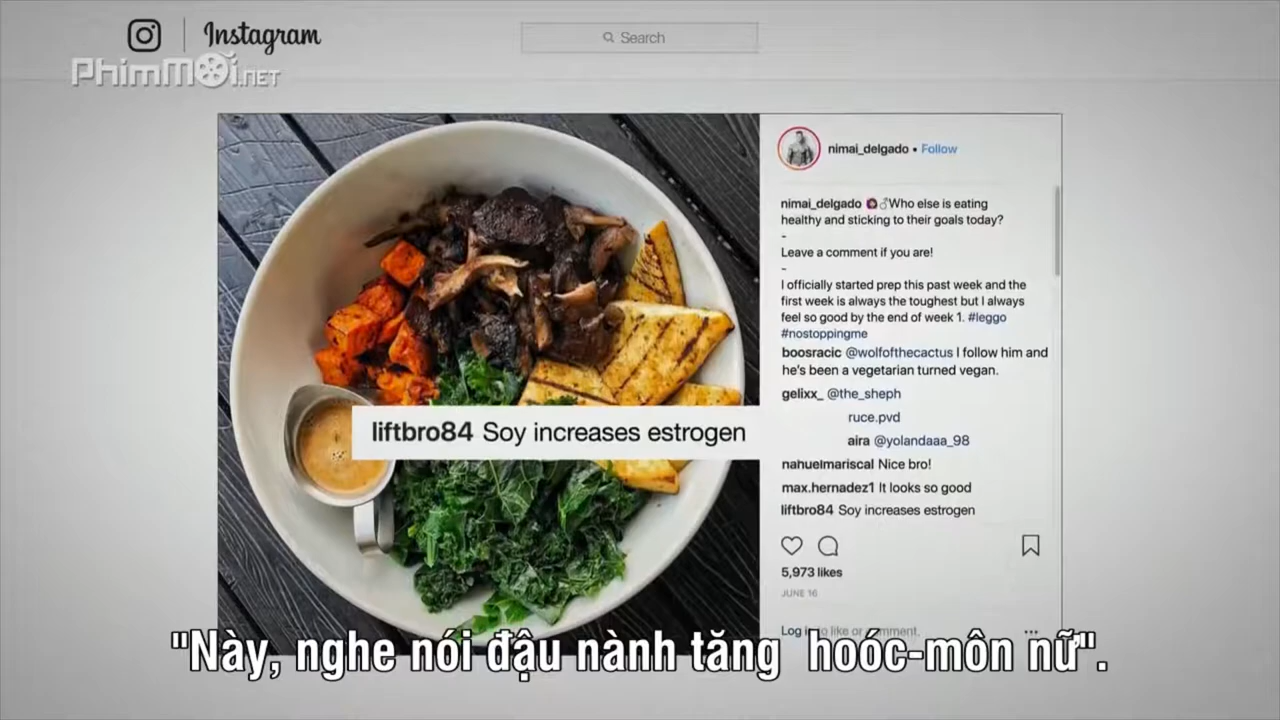 Instagram
Search
PhimMỚi.NET
nimai_delgado • Follow
nimai_delgado Who else is eating
healthy and sticking to their goals today?
-
Leave a comment if you are!
-
I officially started prep this past week and the
first week is always the toughest but I always
feel so good by the end of week 1. #leggo
#nostoppingme
boosracic @wolfofthecactus I follow him and
he's been a vegetarian turned vegan.
gelixx_ @the_sheph
ruce.pvd
aira @yolandaaa_98
liftbro84 Soy increases estrogen
nahuelmariscal Nice bro!
max.hernadez1 It looks so good
liftbro84 Soy increases estrogen
5,973 likes
JUNE 16
Log to like or comment.
"Này, nghe nói đậu nành tăng hoóc-môn nữ".